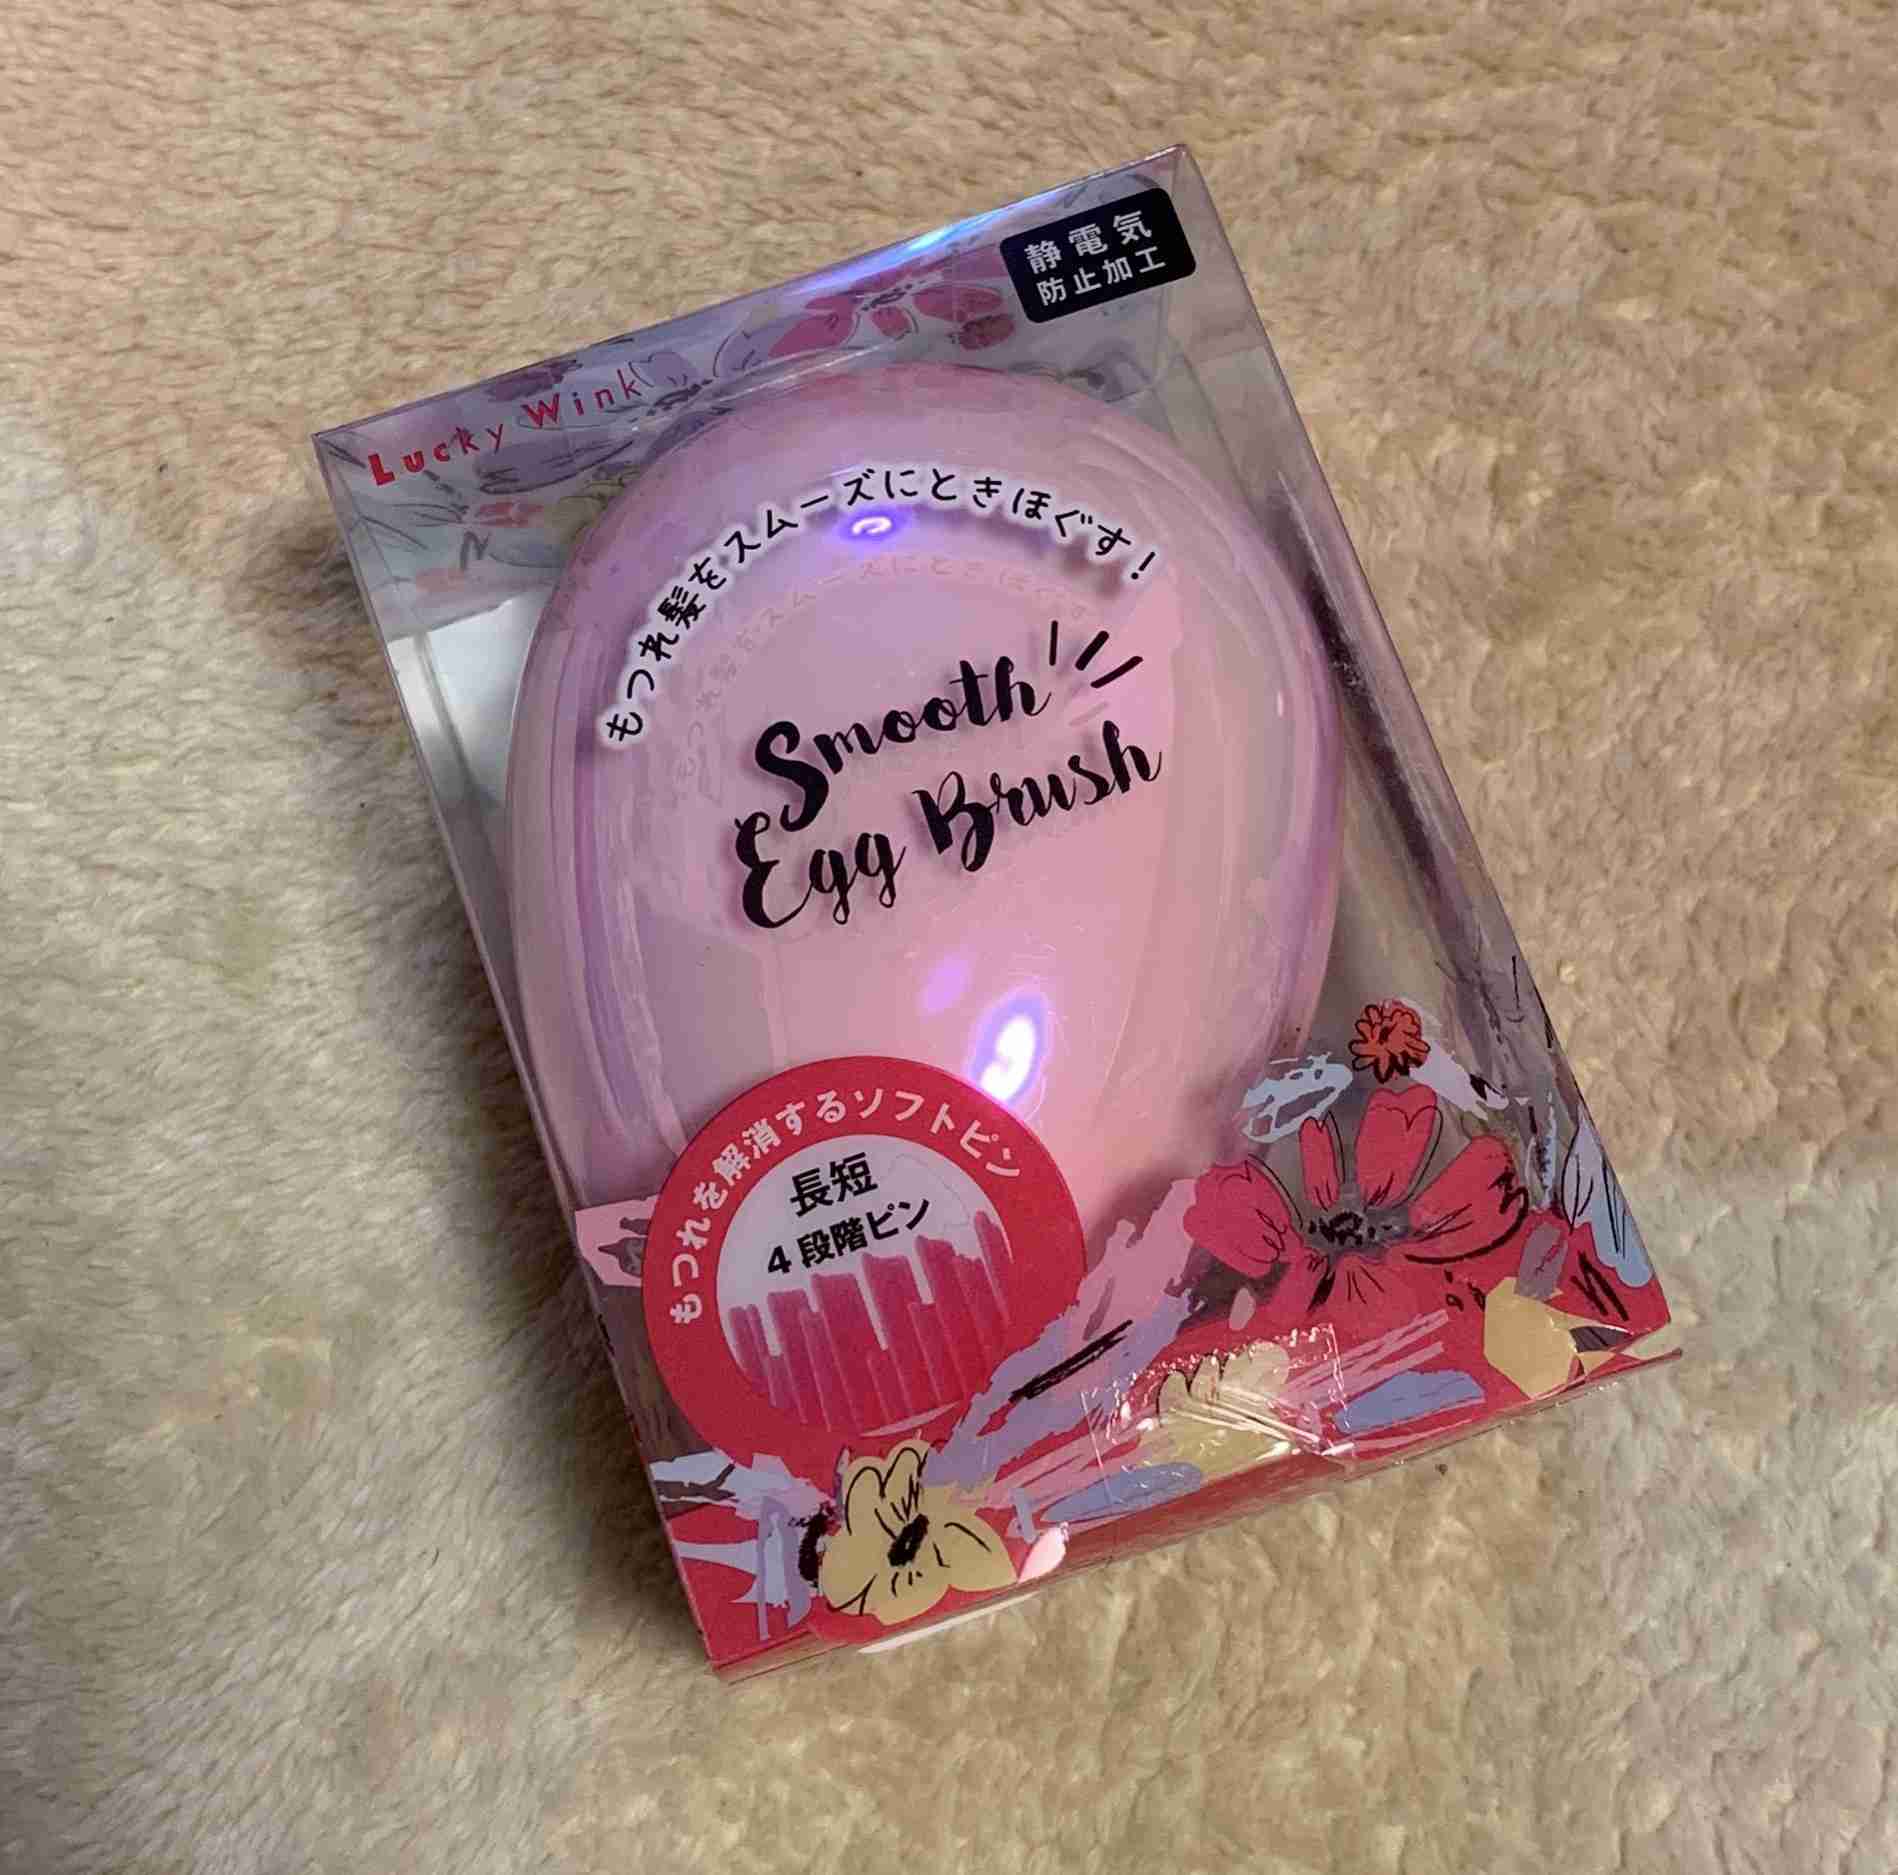 静電気
防止加工
Lucky Wink
もつれ髪をスムーズにときほぐす！
Smooth
Egg Brush
もつれを解消するソフトピン
長短
4段階ピン